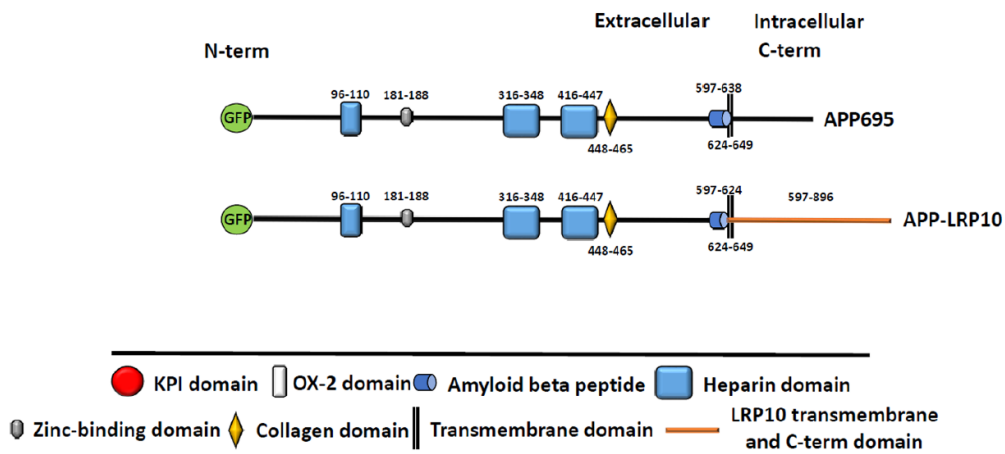 Extracellular Intracellular
N-term C-term
96-110 181-188 316-348 416-447 597-638
GFP APP695
448-465 624-649
96-110 181-188 316-348 416-447 597-624 597-896
GFP APP-LRP10
448-465 624-649
KPI domain OX-2 domain Amyloid beta peptide Heparin domain
Zinc-binding domain Collagen domain Transmembrane domain LRP10 transmembrane
and C-term domain